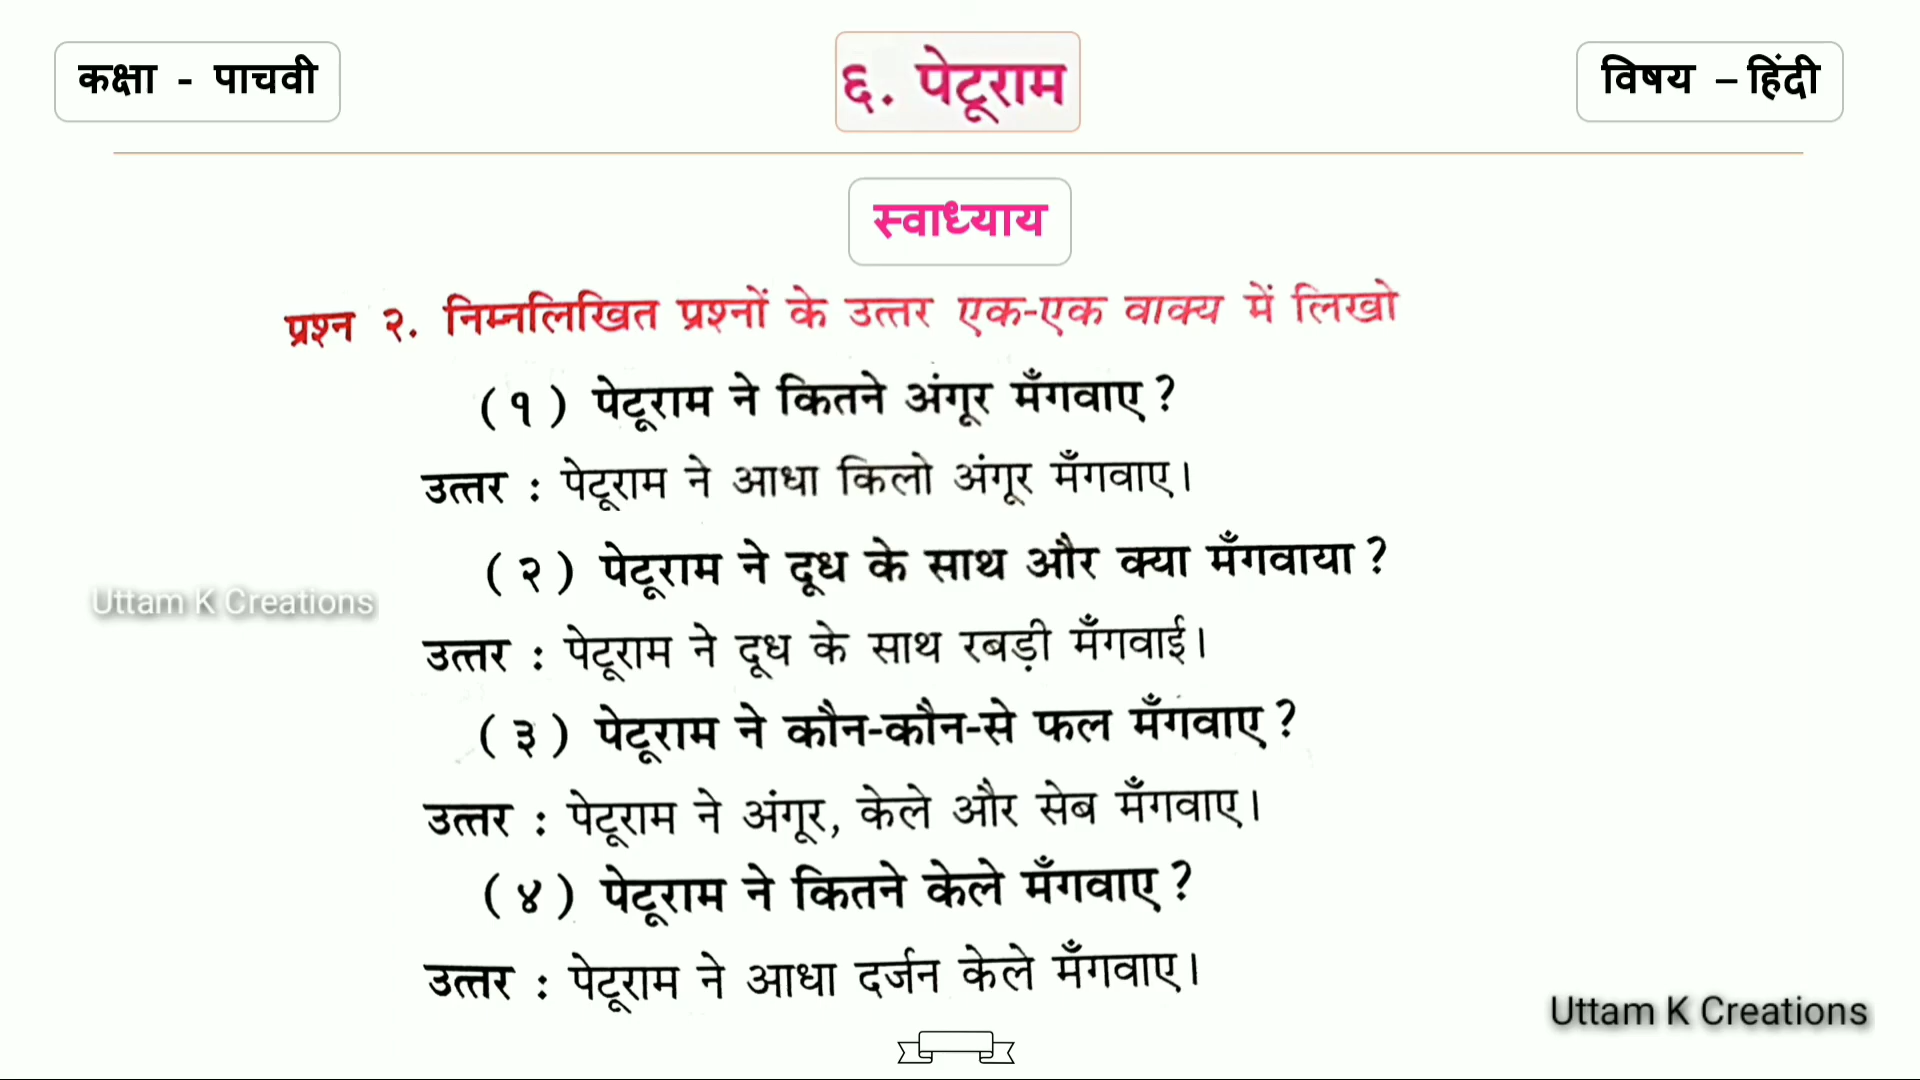 कक्षा - पाचवी
६. पेटूराम
विषय – हिंदी
स्वाध्याय
प्रश्न २. निम्नलिखित प्रश्नों के उत्तर एक-एक वाक्य में लिखो
(१) पेटूराम ने कितने अंगूर मँगवाए?
उत्तर : पेटूराम ने आधा किलो अंगूर मँगवाए।
(२) पेटूराम ने दूध के साथ और क्या मँगवाया?
उत्तर : पेटूराम ने दूध के साथ रबड़ी मँगवाई।
(३) पेटूराम ने कौन-कौन-से फल मँगवाए?
उत्तर : पेटूराम ने अंगूर, केले और सेब मँगवाए।
(४) पेटूराम ने कितने केले मँगवाए?
उत्तर : पेटूराम ने आधा दर्जन केले मँगवाए।
Uttam K Creations
Uttam K Creations